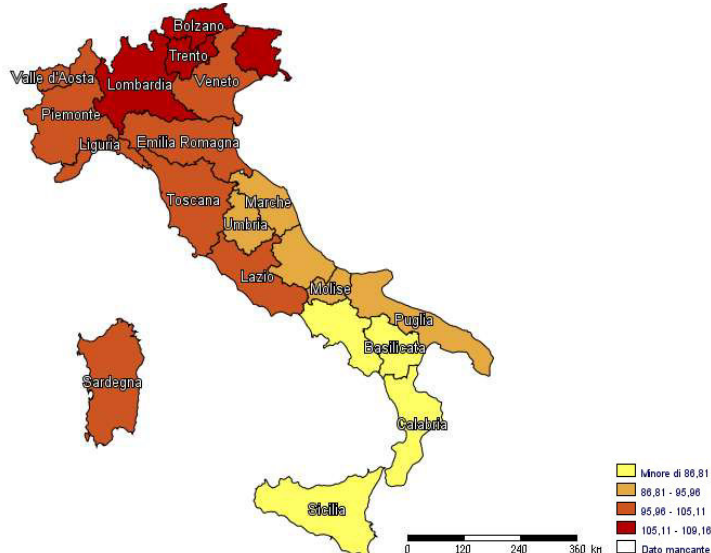 Bolzano
Trento
Valle d'Aosta
Lombardia
Veneto
Piemonte
Liguria
Emilia Romagna
Toscana
Marche
Umbria
Lazio
Molise
Puglia
Basilicata
Sardegna
Calabria
Sicilia
Minore di 86,81
86,81 - 95,96
95,96 - 105,11
105,11 - 109,16
Dato mancante
0 120 240 360 km